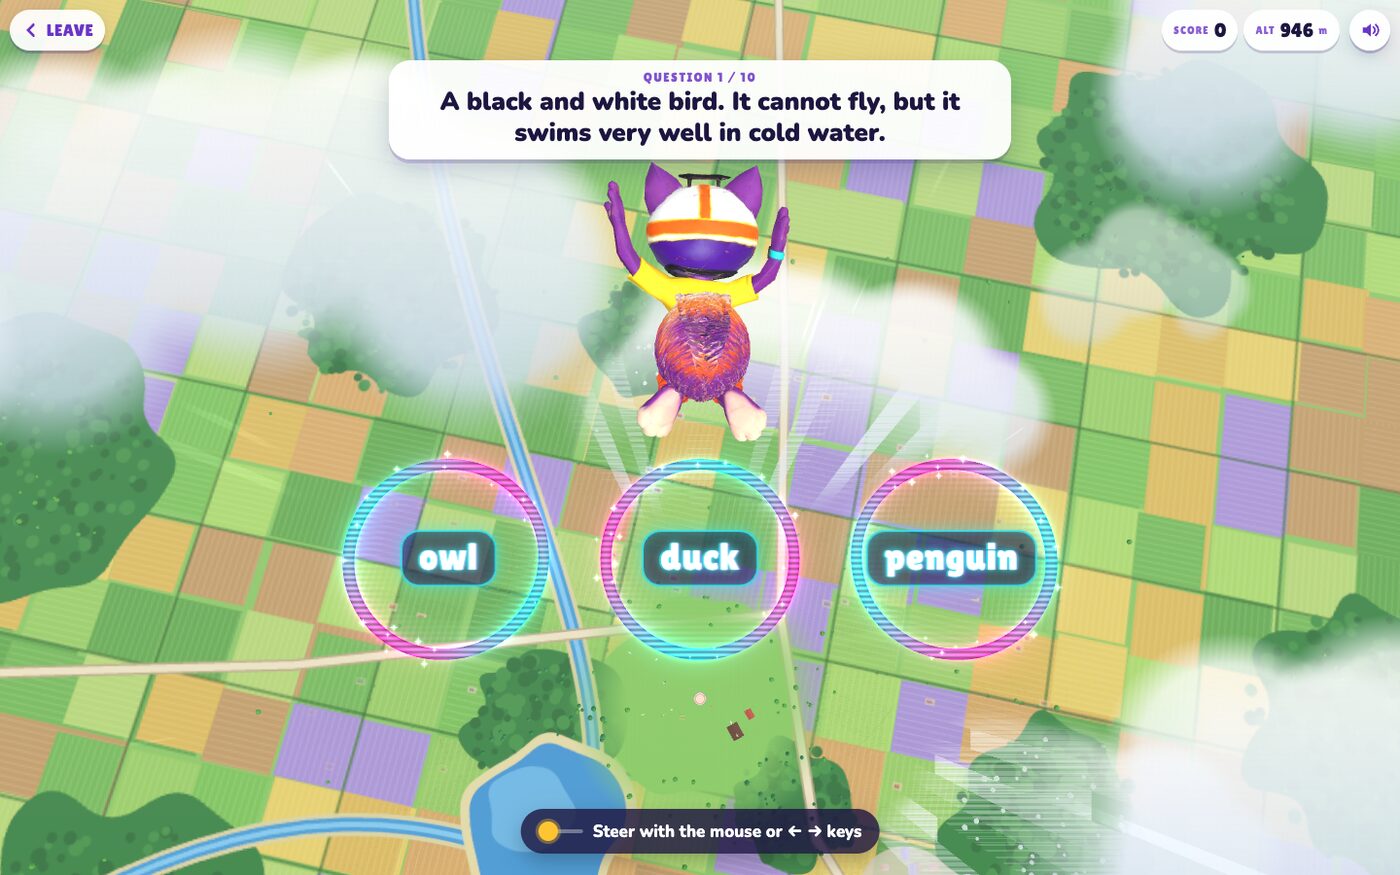 LEAVE
SCORE 0
ALT 946 m
QUESTION 1 / 10
A black and white bird. It cannot fly, but it
swims very well in cold water.
owl
duck
penguin
Steer with the mouse or ← → keys